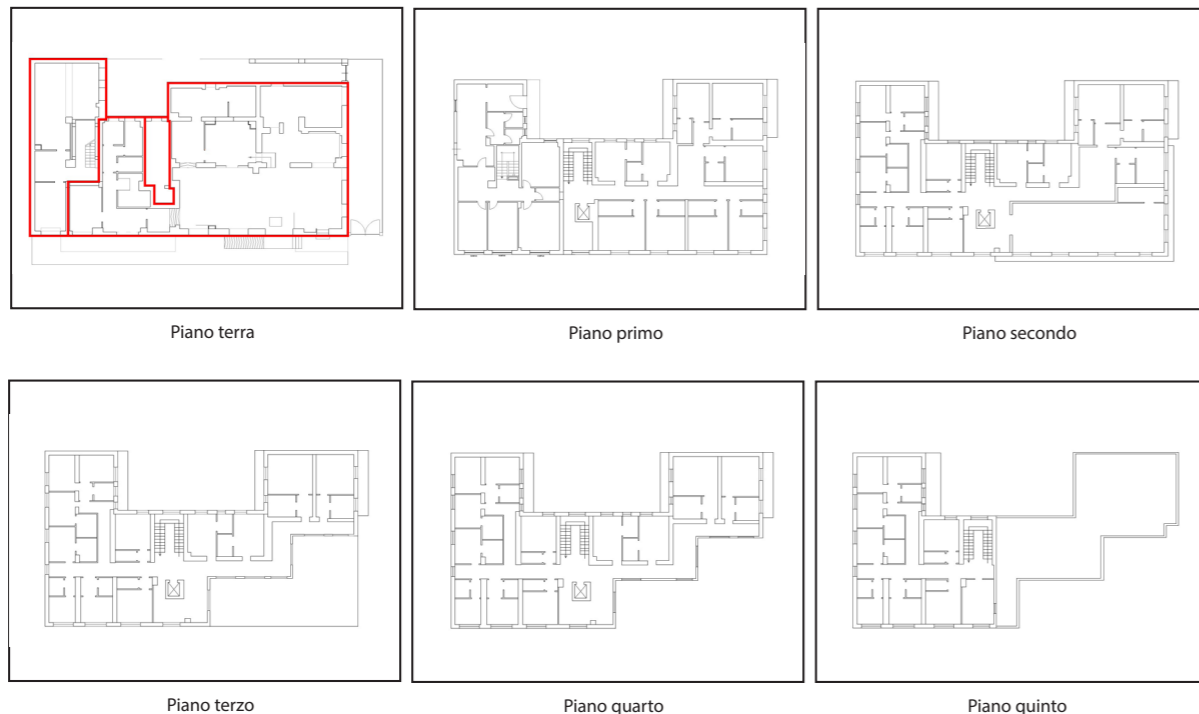 Piano terra
Piano primo
Piano secondo
Piano terzo
Piano quarto
Piano quinto